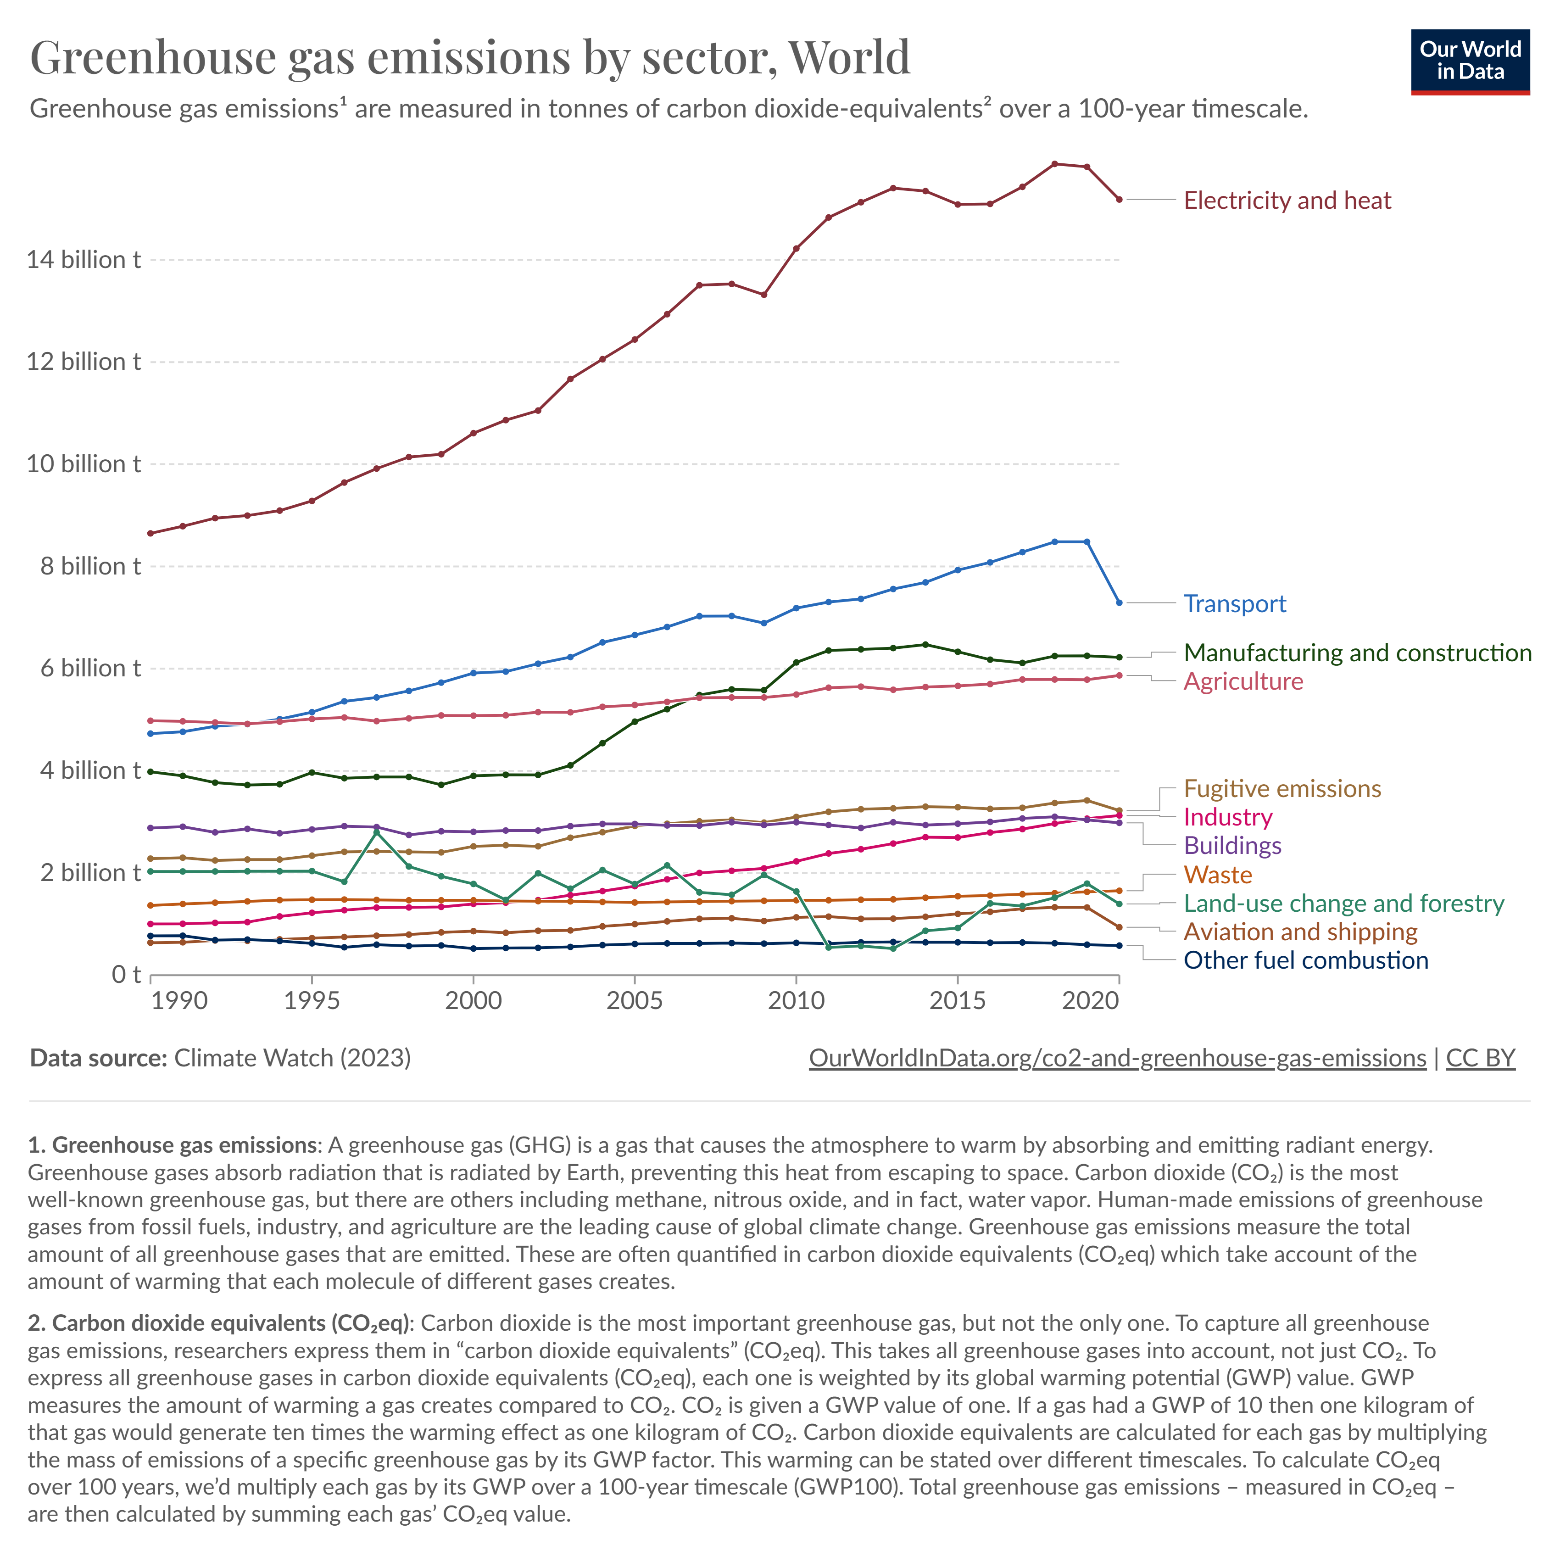 Greenhouse gas emissions by sector, World
Our World
in Data
Greenhouse gas emissions¹ are measured in tonnes of carbon dioxide-equivalents² over a 100-year timescale.
Electricity and heat
14 billion t
12 billion t
10 billion t
8 billion t
Transport
6 billion t
Manufacturing and construction
Agriculture
4 billion t
Fugitive emissions
Industry
Buildings
2 billion t
Waste
Land-use change and forestry
Aviation and shipping
Other fuel combustion
0 t
1990 1995 2000 2005 2010 2015 2020
Data source: Climate Watch (2023)
OurWorldInData.org/co2-and-greenhouse-gas-emissions | CC BY
1. Greenhouse gas emissions: A greenhouse gas (GHG) is a gas that causes the atmosphere to warm by absorbing and emitting radiant energy.
Greenhouse gases absorb radiation that is radiated by Earth, preventing this heat from escaping to space. Carbon dioxide (CO₂) is the most
well-known greenhouse gas, but there are others including methane, nitrous oxide, and in fact, water vapor. Human-made emissions of greenhouse
gases from fossil fuels, industry, and agriculture are the leading cause of global climate change. Greenhouse gas emissions measure the total
amount of all greenhouse gases that are emitted. These are often quantified in carbon dioxide equivalents (CO₂eq) which take account of the
amount of warming that each molecule of different gases creates.
2. Carbon dioxide equivalents (CO₂eq): Carbon dioxide is the most important greenhouse gas, but not the only one. To capture all greenhouse
gas emissions, researchers express them in “carbon dioxide equivalents” (CO₂eq). This takes all greenhouse gases into account, not just CO₂. To
express all greenhouse gases in carbon dioxide equivalents (CO₂eq), each one is weighted by its global warming potential (GWP) value. GWP
measures the amount of warming a gas creates compared to CO₂. CO₂ is given a GWP value of one. If a gas had a GWP of 10 then one kilogram of
that gas would generate ten times the warming effect as one kilogram of CO₂. Carbon dioxide equivalents are calculated for each gas by multiplying
the mass of emissions of a specific greenhouse gas by its GWP factor. This warming can be stated over different timescales. To calculate CO₂eq
over 100 years, we’d multiply each gas by its GWP over a 100-year timescale (GWP100). Total greenhouse gas emissions – measured in CO₂eq –
are then calculated by summing each gas’ CO₂eq value.